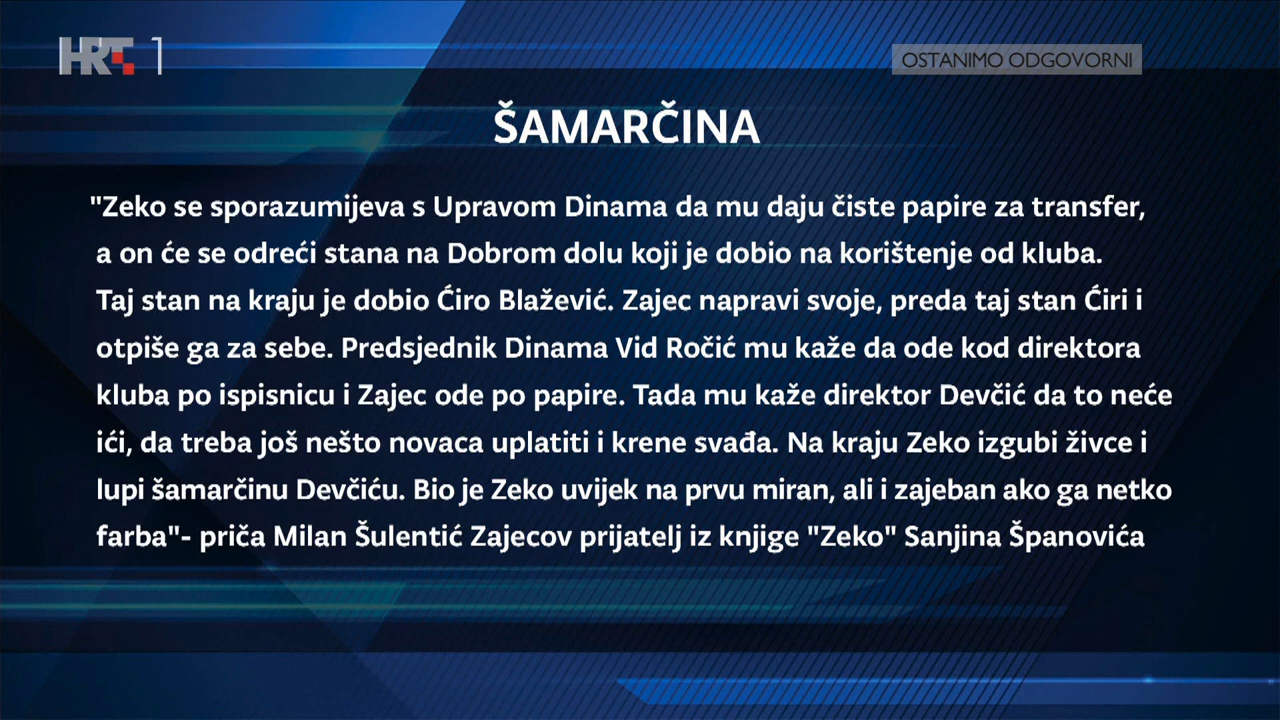 HRT 1
OSTANIMO ODGOVORNI
ŠAMARČINA
"Zeko se sporazumijeva s Upravom Dinama da mu daju čiste papire za transfer,
a on će se odreći stana na Dobrom dolu koji je dobio na korištenje od kluba.
Taj stan na kraju je dobio Ćiro Blažević. Zajec napravi svoje, preda taj stan Ćiri i
otpiše ga za sebe. Predsjednik Dinama Vid Ročić mu kaže da ode kod direktora
kluba po ispisnicu i Zajec ode po papire. Tada mu kaže direktor Devčić da to neće
ići, da treba još nešto novaca uplatiti i krene svađa. Na kraju Zeko izgubi živce i
lupi šamarčinu Devčiću. Bio je Zeko uvijek na prvu miran, ali i zajeban ako ga netko
farba"- priča Milan Šulentić Zajecov prijatelj iz knjige "Zeko" Sanjina Španovića